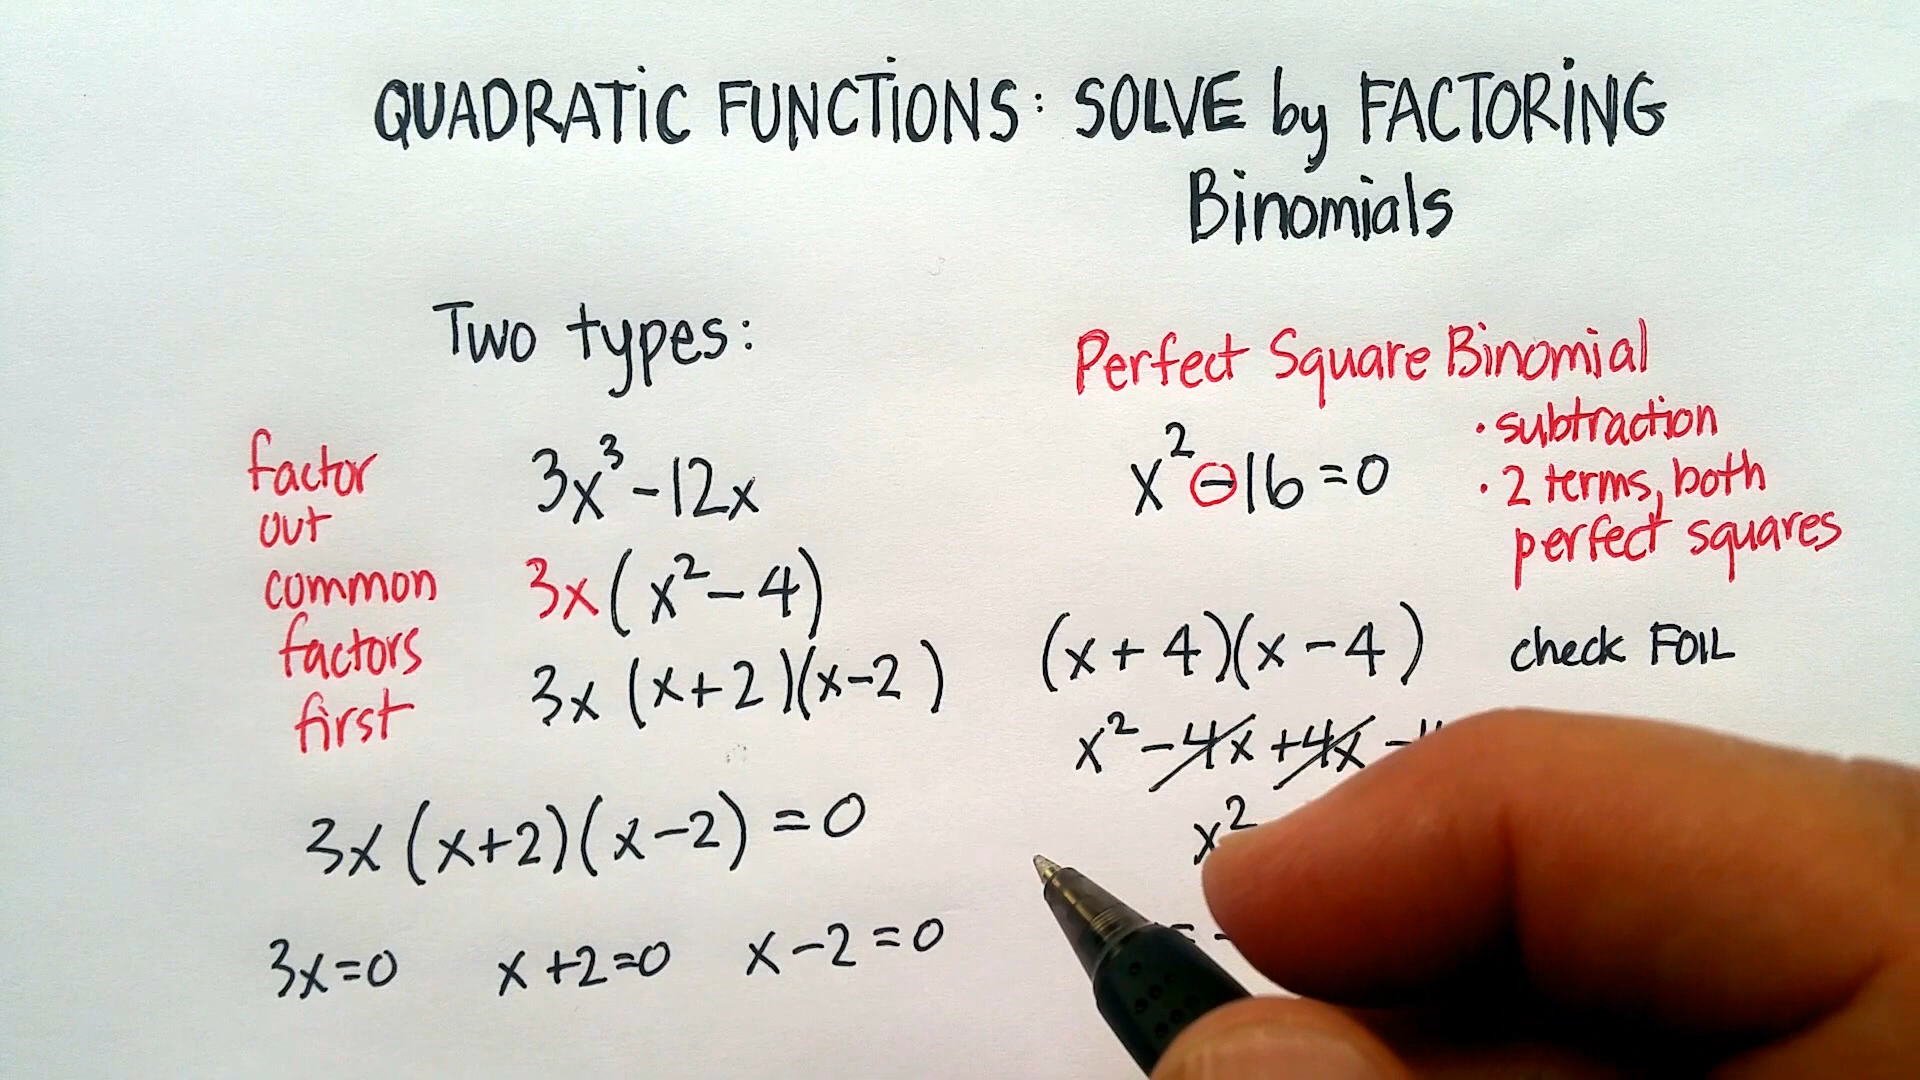 QUADRATIC FUNCTIONS: SOLVE by FACTORING
Binomials
Two types:
factor
out
common
factors
first
3x³-12x
3x(x²-4)
3x(x+2)(x-2)
3x(x+2)(x-2)=0
3x=0 x+2=0 x-2=0
Perfect Square Binomial
x²-16=0
• subtraction
• 2 terms, both
perfect squares
(x+4)(x-4) check FOIL
x²-4x+4x-
x²
= -